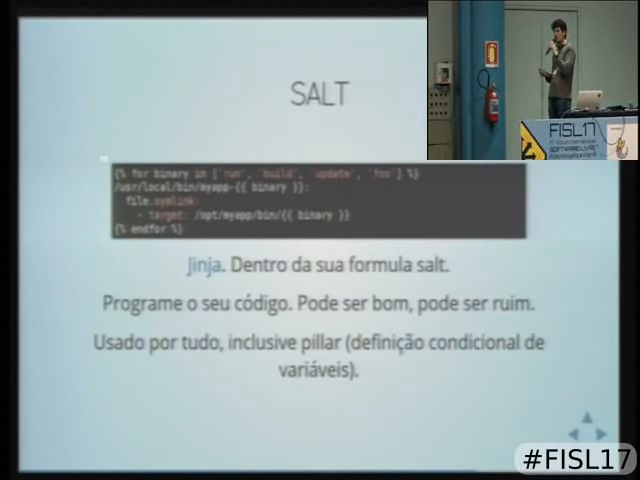 SALT
{% for binary in ['run', 'build', 'update', 'foo'] %}
/usr/local/bin/myapp-{{ binary }}:
file.symlink:
- target: /opt/myapp/bin/{{ binary }}
{% endfor %}
Jinja. Dentro da sua formula salt.
Programe o seu código. Pode ser bom, pode ser ruim.
Usado por tudo, inclusive pillar (definição condicional de
variáveis).
FISL17
SOFTWARE LIVRE
#FISL17